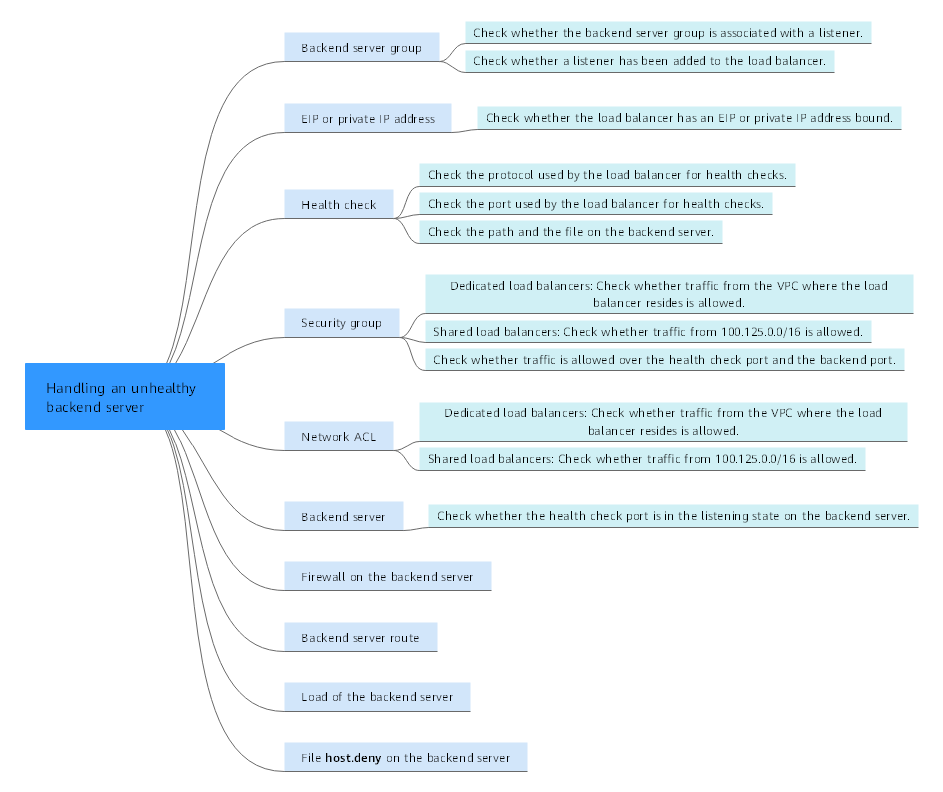 Handling an unhealthy
backend server
Backend server group
Check whether the backend server group is associated with a listener.
Check whether a listener has been added to the load balancer.
EIP or private IP address
Check whether the load balancer has an EIP or private IP address bound.
Health check
Check the protocol used by the load balancer for health checks.
Check the port used by the load balancer for health checks.
Check the path and the file on the backend server.
Security group
Dedicated load balancers: Check whether traffic from the VPC where the load
balancer resides is allowed.
Shared load balancers: Check whether traffic from 100.125.0.0/16 is allowed.
Check whether traffic is allowed over the health check port and the backend port.
Network ACL
Dedicated load balancers: Check whether traffic from the VPC where the load
balancer resides is allowed.
Shared load balancers: Check whether traffic from 100.125.0.0/16 is allowed.
Backend server
Check whether the health check port is in the listening state on the backend server.
Firewall on the backend server
Backend server route
Load of the backend server
File host.deny on the backend server